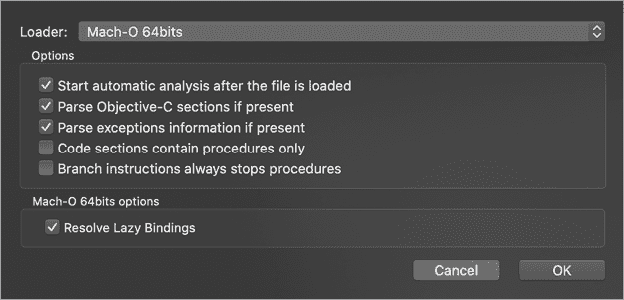 Loader: Mach-O 64bits
Options
Start automatic analysis after the file is loaded
Parse Objective-C sections if present
Parse exceptions information if present
Code sections contain procedures only
Branch instructions always stops procedures
Mach-O 64bits options
Resolve Lazy Bindings
Cancel OK